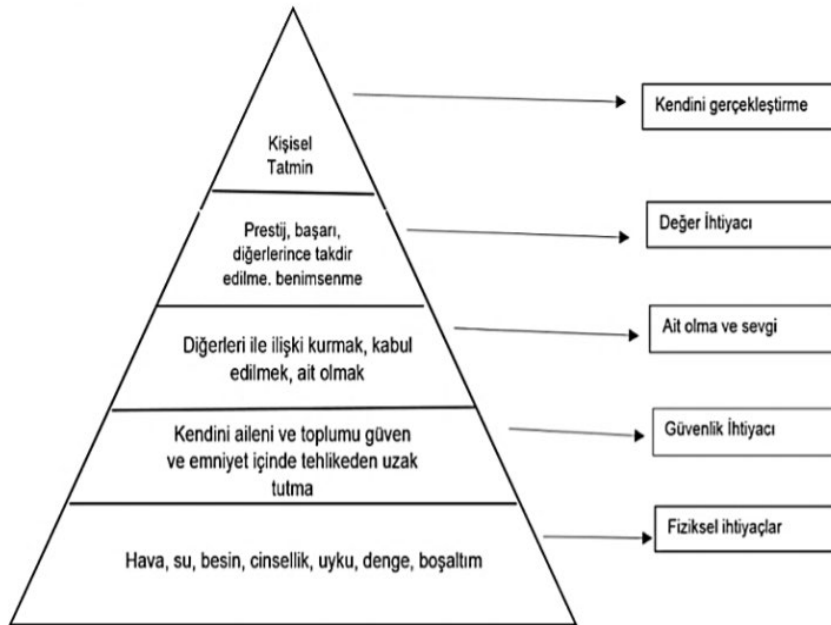 Kişisel
Tatmin
Kendini gerçekleştirme
Prestij, başarı,
diğerlerince takdir
edilme. benimsenme
Değer İhtiyacı
Diğerleri ile ilişki kurmak, kabul
edilmek, ait olmak
Ait olma ve sevgi
Kendini aileni ve toplumu güven
ve emniyet içinde tehlikeden uzak
tutma
Güvenlik İhtiyacı
Hava, su, besin, cinsellik, uyku, denge, boşaltım
Fiziksel ihtiyaçlar